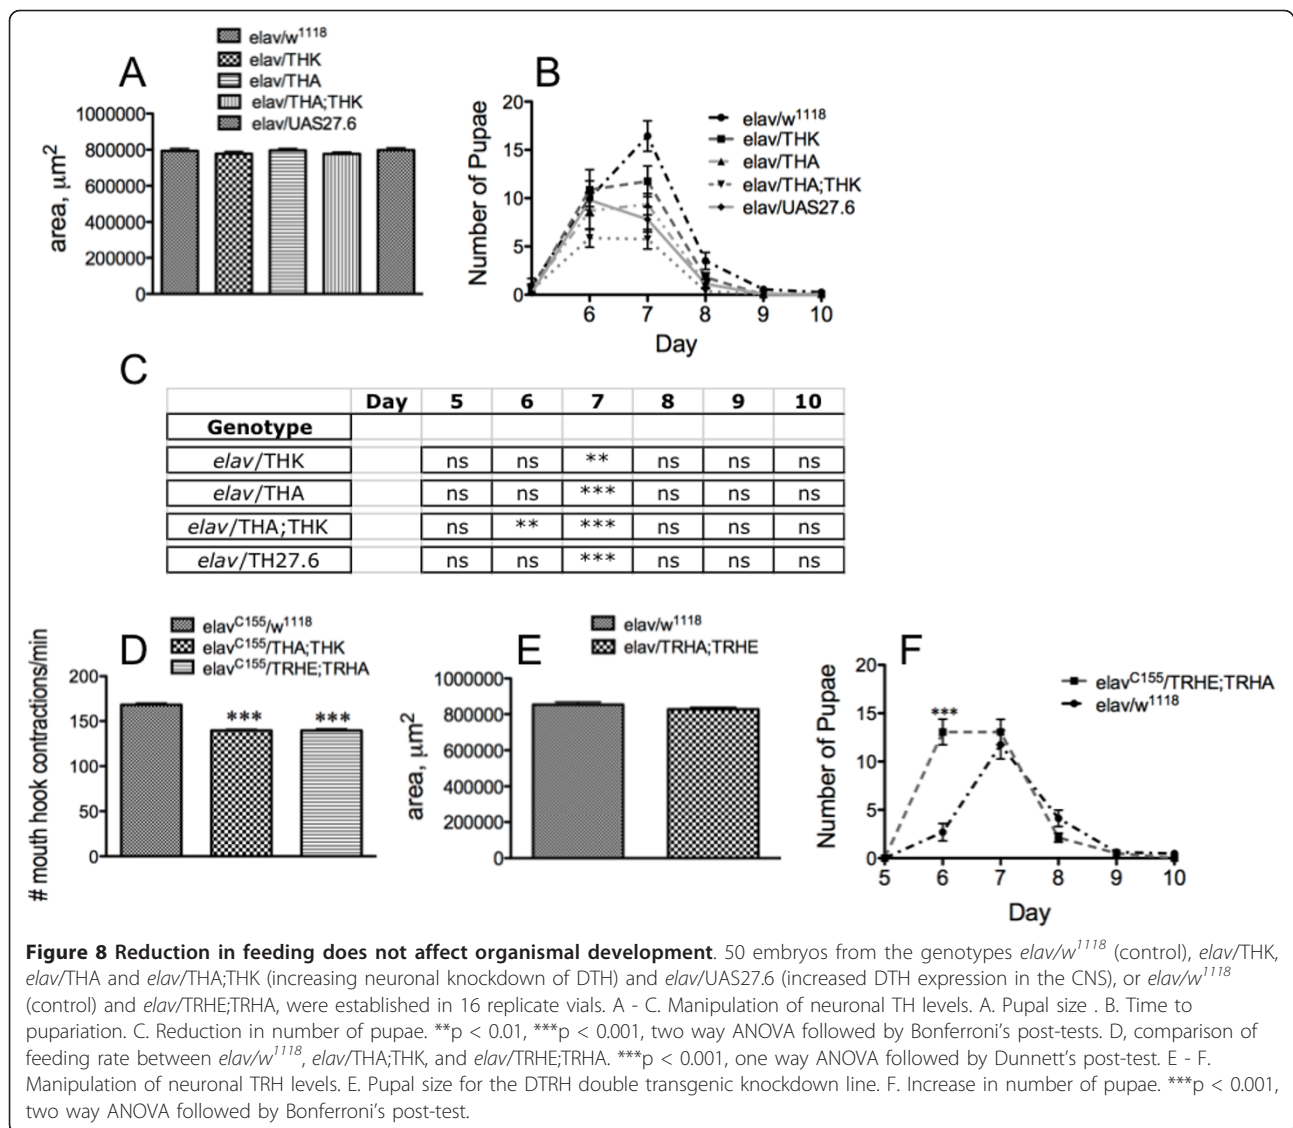 A
elav/w1118
elav/THK
elav/THA
elav/THA;THK
elav/UAS27.6
area, µm2
1000000
800000
600000
400000
200000
0
B
Number of Pupae
20
15
10
5
0
6 7 8 9 10
Day
elav/w1118
elav/THK
elav/THA
elav/THA;THK
elav/UAS27.6
C
Day 5 6 7 8 9 10
Genotype
elav/THK ns ns ** ns ns ns
elav/THA ns ns *** ns ns ns
elav/THA;THK ns ** *** ns ns ns
elav/TH27.6 ns ns *** ns ns ns
D
elavC155/w1118
elavC155/THA;THK
elavC155/TRHE;TRHA
# mouth hook contractions/min
200
150
100
50
0
*** ***
E
elav/w1118
elav/TRHA;TRHE
area, µm2
1000000
800000
600000
400000
200000
0
F
elavC155/TRHE;TRHA
elav/w1118
Number of Pupae
20
15
10
5
0
***
5 6 7 8 9 10
Day
Figure 8 Reduction in feeding does not affect organismal development. 50 embryos from the genotypes elav/w1118 (control), elav/THK,
elav/THA and elav/THA;THK (increasing neuronal knockdown of DTH) and elav/UAS27.6 (increased DTH expression in the CNS), or elav/w1118
(control) and elav/TRHE;TRHA, were established in 16 replicate vials. A - C. Manipulation of neuronal TH levels. A. Pupal size . B. Time to
pupariation. C. Reduction in number of pupae. **p < 0.01, ***p < 0.001, two way ANOVA followed by Bonferroni's post-tests. D, comparison of
feeding rate between elav/w1118, elav/THA;THK, and elav/TRHE;TRHA. ***p < 0.001, one way ANOVA followed by Dunnett's post-test. E - F.
Manipulation of neuronal TRH levels. E. Pupal size for the DTRH double transgenic knockdown line. F. Increase in number of pupae. ***p < 0.001,
two way ANOVA followed by Bonferroni's post-test.